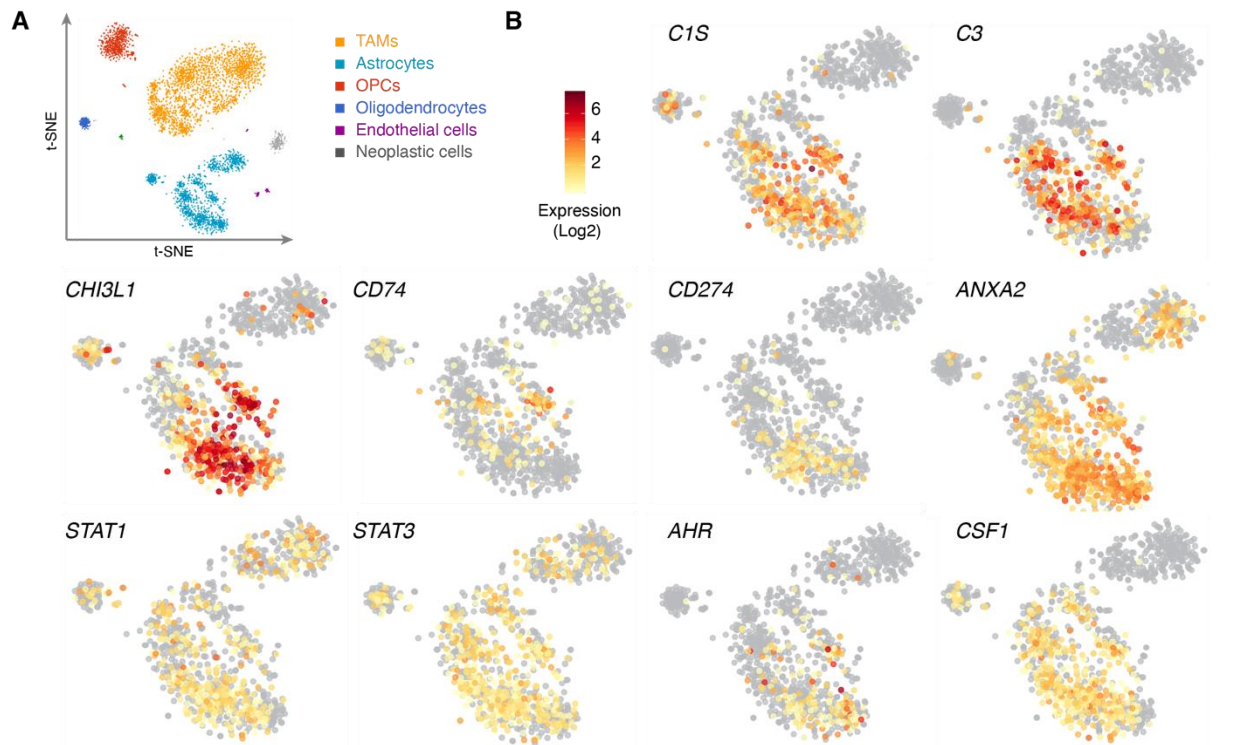 A
t-SNE
t-SNE
TAMs
Astrocytes
OPCs
Oligodendrocytes
Endothelial cells
Neoplastic cells
B
6
4
2
Expression
(Log2)
C1S
C3
CHI3L1
CD74
CD274
ANXA2
STAT1
STAT3
AHR
CSF1